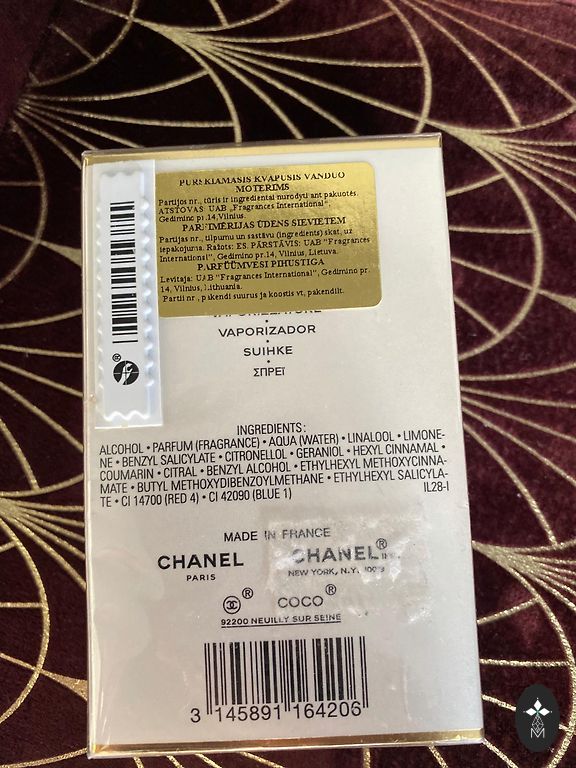 PURŠKIAMASIS KVAPUSIS VANDUO
MOTERIMS
Partijos nr., tūris ir ingredientai nurodyti ant pakuotės.
ATSTOVAS: UAB „Fragrances International",
Gedimino pr.14,Vilnius.
PARFIMĒRIJAS ŪDENS SIEVIETĒM
Partijas nr., tilpumu un sastāvu (ingredients) skat, uz
iepakojuma. Ražots: ES. PĀRSTĀVIS: UAB "Fragrances
International", Gedimino pr.14, Vilnius, Lietuva.
PARFÜÜMVESI PIHUSTIGA
Levitaja: UAB "Fragrances International", Gedimino pr.
14, Vilnius, Lithuania.
Partii nr., pakendi suurus ja koostis vt, pakendilt.
VAPORIZADOR
SUIHKE
ΣΠΡΕΪ
INGREDIENTS:
ALCOHOL • PARFUM (FRAGRANCE) • AQUA (WATER) • LINALOOL • LIMONE-
NE • BENZYL SALICYLATE • CITRONELLOL • GERANIOL • HEXYL CINNAMAL •
COUMARIN • CITRAL • BENZYL ALCOHOL • ETHYLHEXYL METHOXYCINNA-
MATE • BUTYL METHOXYDIBENZOYLMETHANE • ETHYLHEXYL SALICYLA-
TE • CI 14700 (RED 4) • CI 42090 (BLUE 1) IL28-I
MADE IN FRANCE
CHANEL CHANEL® INC.
PARIS NEW YORK, N.Y.
® COCO ®
92200 NEUILLY SUR SEINE
3 145891 164206